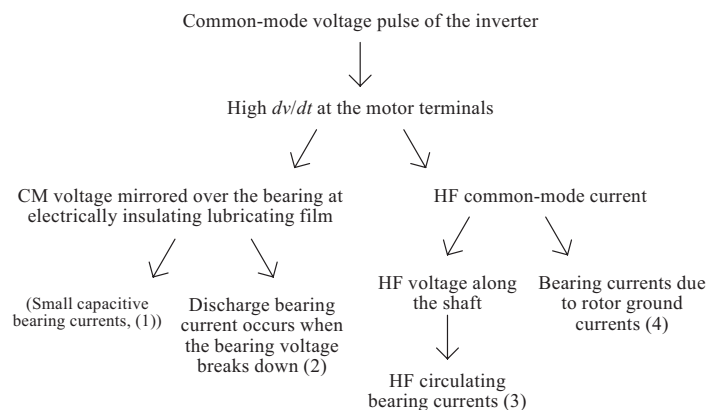 Common-mode voltage pulse of the inverter
High dv/dt at the motor terminals
CM voltage mirrored over the bearing at
electrically insulating lubricating film
HF common-mode current
(Small capacitive
bearing currents, (1))
Discharge bearing
current occurs when
the bearing voltage
breaks down (2)
HF voltage along
the shaft
Bearing currents due
to rotor ground
currents (4)
HF circulating
bearing currents (3)